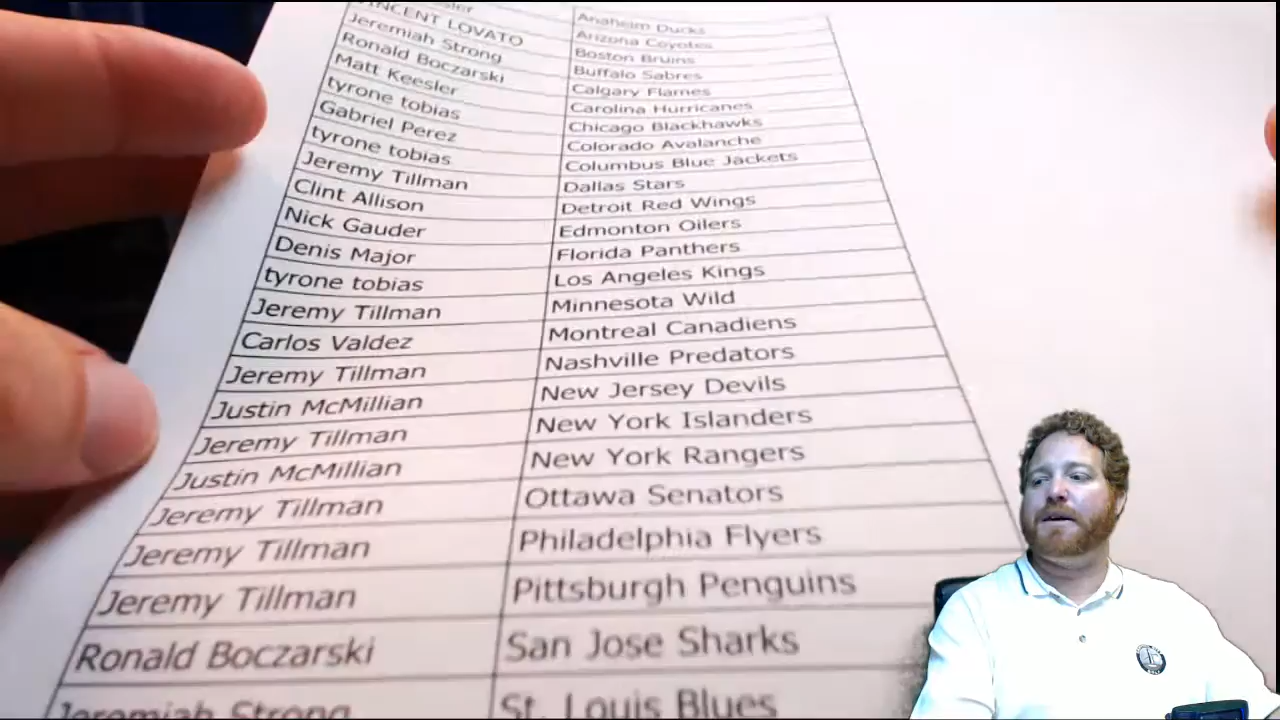 Anaheim Ducks
Arizona Coyotes
VINCENT LOVATO Boston Bruins
Jeremiah Strong Buffalo Sabres
Ronald Boczarski Calgary Flames
Matt Keesler Carolina Hurricanes
tyrone tobias Chicago Blackhawks
Gabriel Perez Colorado Avalanche
tyrone tobias Columbus Blue Jackets
Jeremy Tillman Dallas Stars
Clint Allison Detroit Red Wings
Nick Gauder Edmonton Oilers
Denis Major Florida Panthers
tyrone tobias Los Angeles Kings
Jeremy Tillman Minnesota Wild
Carlos Valdez Montreal Canadiens
Jeremy Tillman Nashville Predators
Justin McMillian New Jersey Devils
Jeremy Tillman New York Islanders
Justin McMillian New York Rangers
Jeremy Tillman Ottawa Senators
Jeremy Tillman Philadelphia Flyers
Jeremy Tillman Pittsburgh Penguins
Ronald Boczarski San Jose Sharks
Jeremiah Strong St. Louis Blues